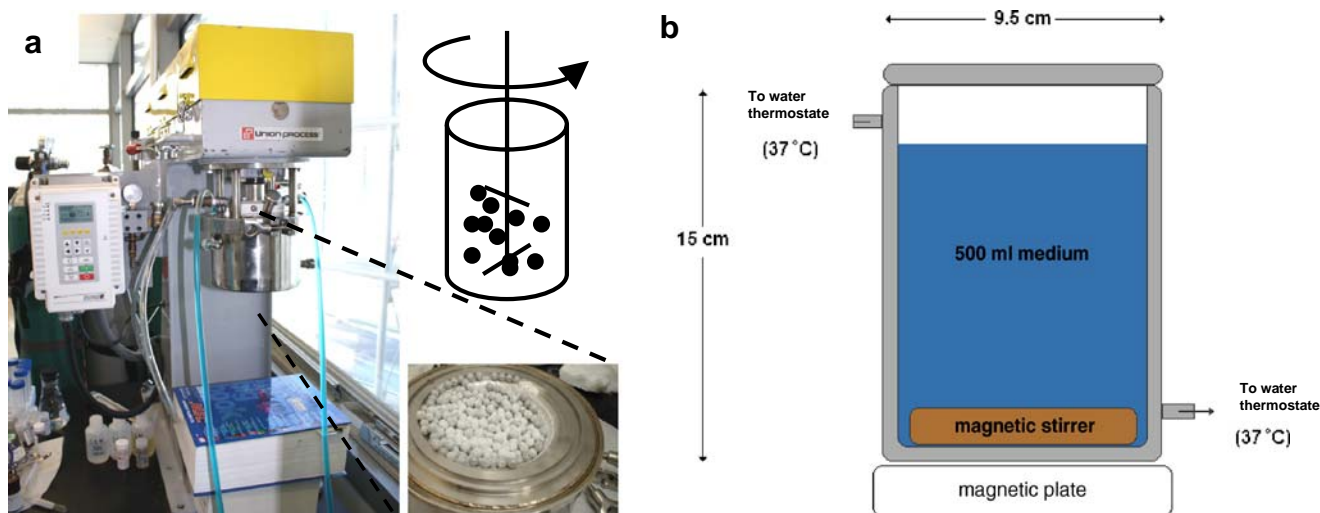 a
UNION PROCESS®
b
9.5 cm
To water
thermostate
(37 °C)
15 cm
500 ml medium
magnetic stirrer
To water
thermostate
(37 °C)
magnetic plate